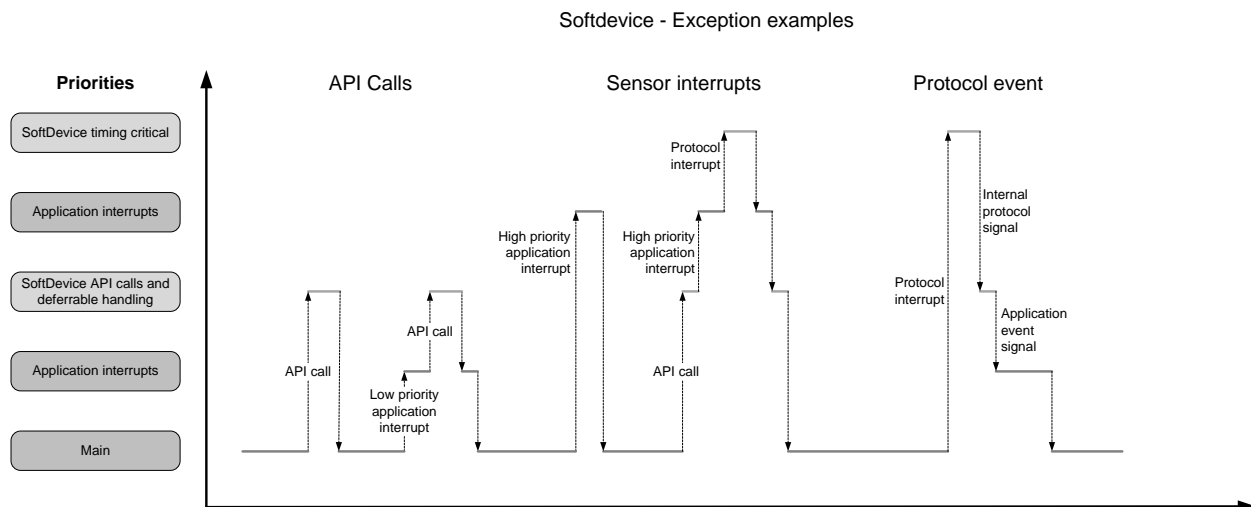 Softdevice - Exception examples
Priorities
API Calls
Sensor interrupts
Protocol event
SoftDevice timing critical
Application interrupts
SoftDevice API calls and
deferrable handling
Application interrupts
Main
API call
Low priority
application
interrupt
API call
High priority
application
interrupt
API call
High priority
application
interrupt
Protocol
interrupt
Protocol
interrupt
Internal
protocol
signal
Application
event
signal